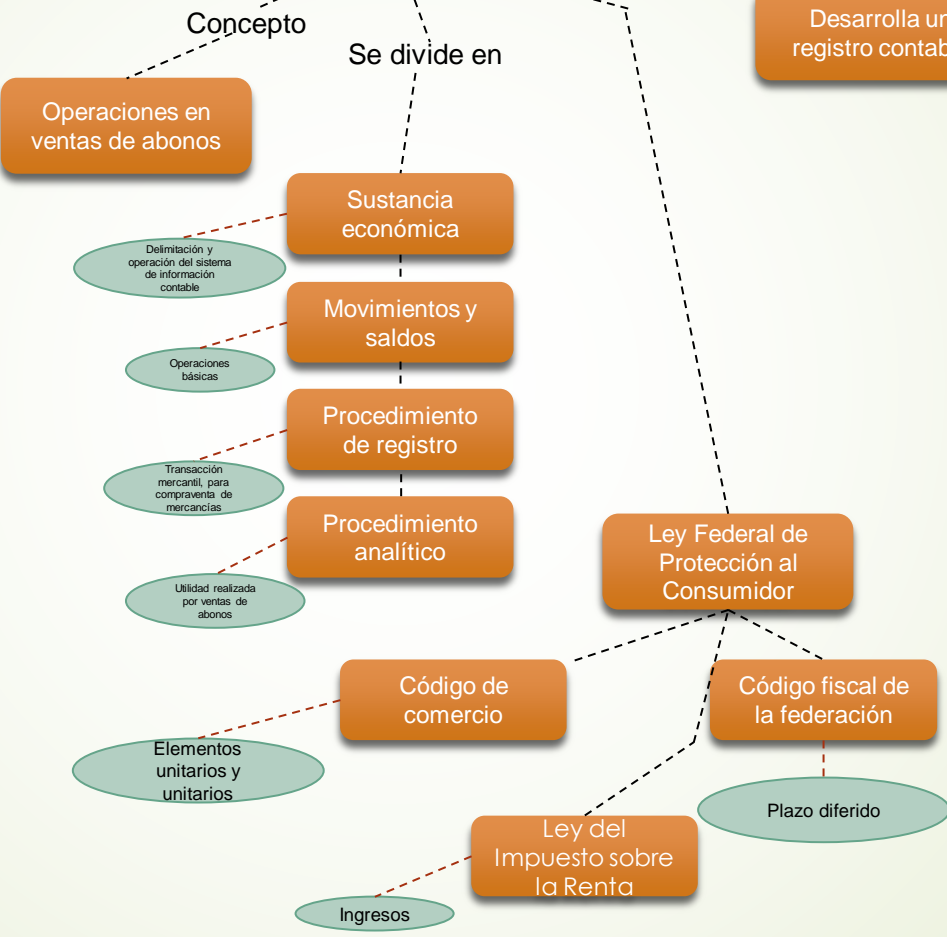 Concepto
Se divide en
Desarrolla un
registro contab
Operaciones en
ventas de abonos
Sustancia
económica
Delimitación y
operación del sistema
de información
contable
Movimientos y
saldos
Operaciones
básicas
Procedimiento
de registro
Transacción
mercantil, para
compraventa de
mercancías
Procedimiento
analítico
Utilidad realizada
por ventas de
abonos
Ley Federal de
Protección al
Consumidor
Código de
comercio
Elementos
unitarios y
unitarios
Código fiscal de
la federación
Plazo diferido
Ley del
Impuesto sobre
la Renta
Ingresos